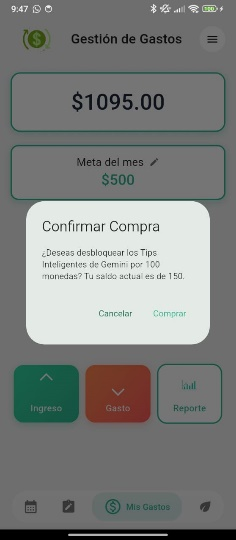 9:47
100
Gestión de Gastos
$1095.00
Meta del mes
$500
Confirmar Compra
¿Deseas desbloquear los Tips
Inteligentes de Gemini por 100
monedas? Tu saldo actual es de 150.
Cancelar Comprar
Ingreso Gasto Reporte
Mis Gastos